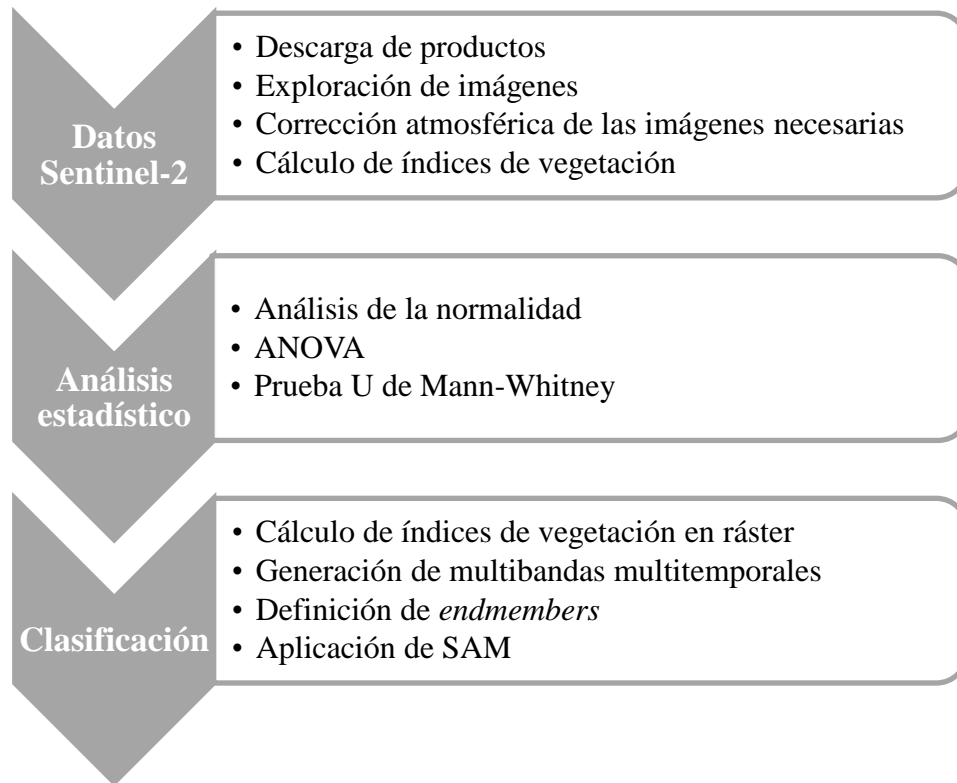 Datos
Sentinel-2
• Descarga de productos
• Exploración de imágenes
• Corrección atmosférica de las imágenes necesarias
• Cálculo de índices de vegetación
Análisis
estadístico
• Análisis de la normalidad
• ANOVA
• Prueba U de Mann-Whitney
Clasificación
• Cálculo de índices de vegetación en ráster
• Generación de multibandas multitemporales
• Definición de endmembers
• Aplicación de SAM